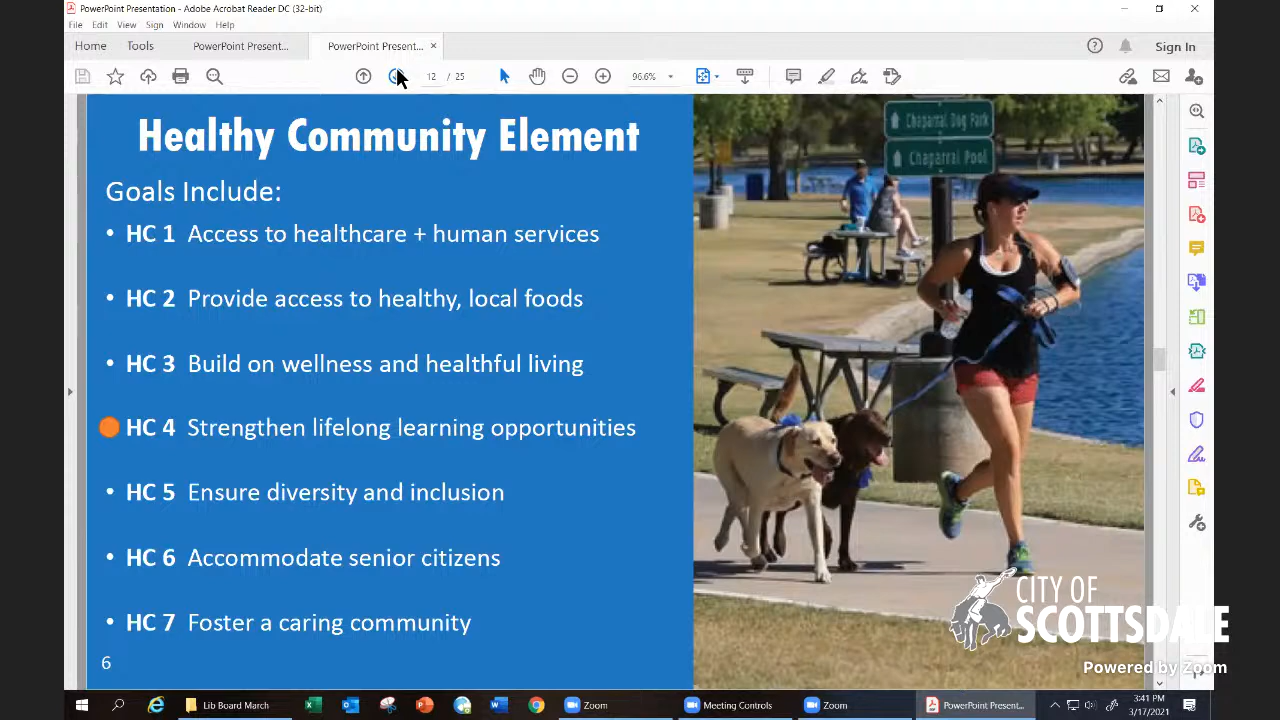 PowerPoint Presentation - Adobe Acrobat Reader DC (32-bit)
File Edit View Sign Window Help
Home Tools PowerPoint Present... PowerPoint Present... × Sign In
12 / 25 96.6%
Healthy Community Element
Goals Include:
• HC 1 Access to healthcare + human services
• HC 2 Provide access to healthy, local foods
• HC 3 Build on wellness and healthful living
HC 4 Strengthen lifelong learning opportunities
• HC 5 Ensure diversity and inclusion
• HC 6 Accommodate senior citizens
• HC 7 Foster a caring community
6
Chaparral Dog Park
Chaparral Pool
CITY OF
SCOTTSDALE
Powered by Zoom
Lib Board March Zoom Meeting Controls Zoom PowerPoint Present...
3:41 PM
3/17/2021